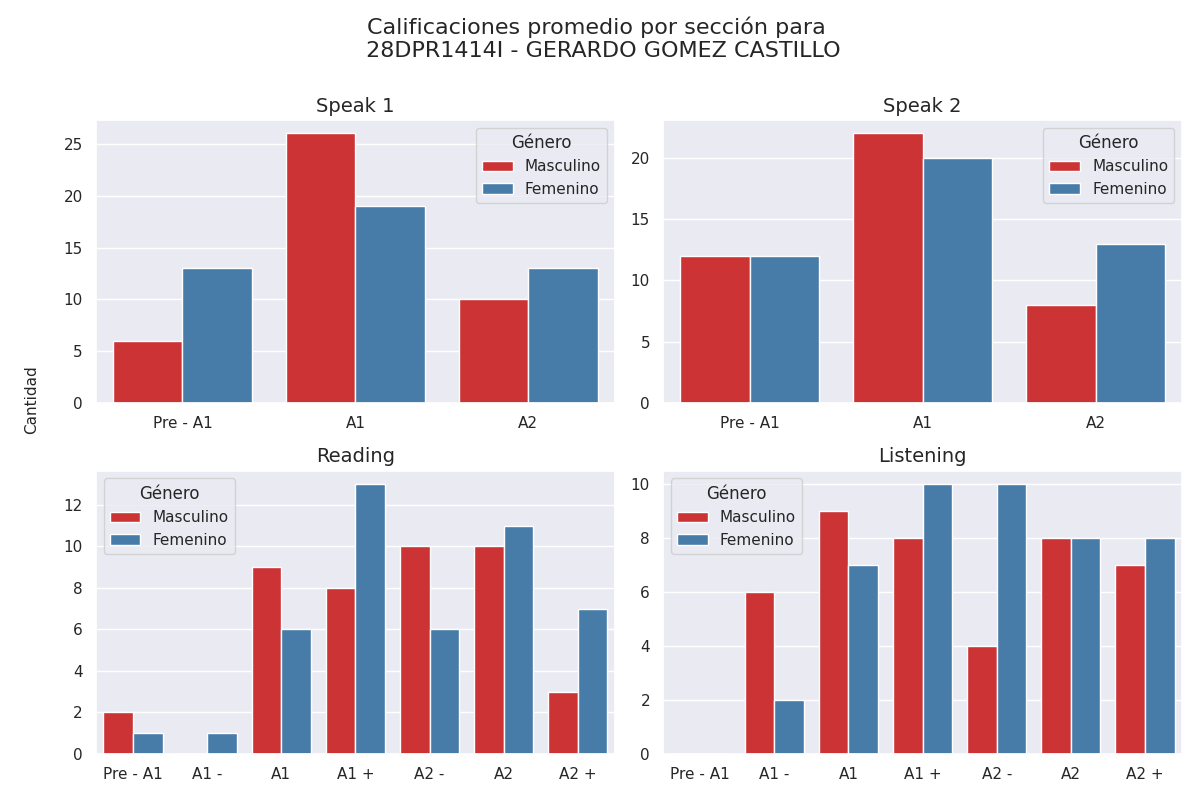 Calificaciones promedio por sección para
28DPR1414I - GERARDO GOMEZ CASTILLO
Cantidad
Speak 1
25
20
15
10
5
0
Género
Masculino
Femenino
Pre - A1 A1 A2
Speak 2
20
15
10
5
0
Género
Masculino
Femenino
Pre - A1 A1 A2
Reading
12
10
8
6
4
2
0
Género
Masculino
Femenino
Pre - A1 A1 - A1 A1 + A2 - A2 A2 +
Listening
10
8
6
4
2
0
Género
Masculino
Femenino
Pre - A1 A1 - A1 A1 + A2 - A2 A2 +